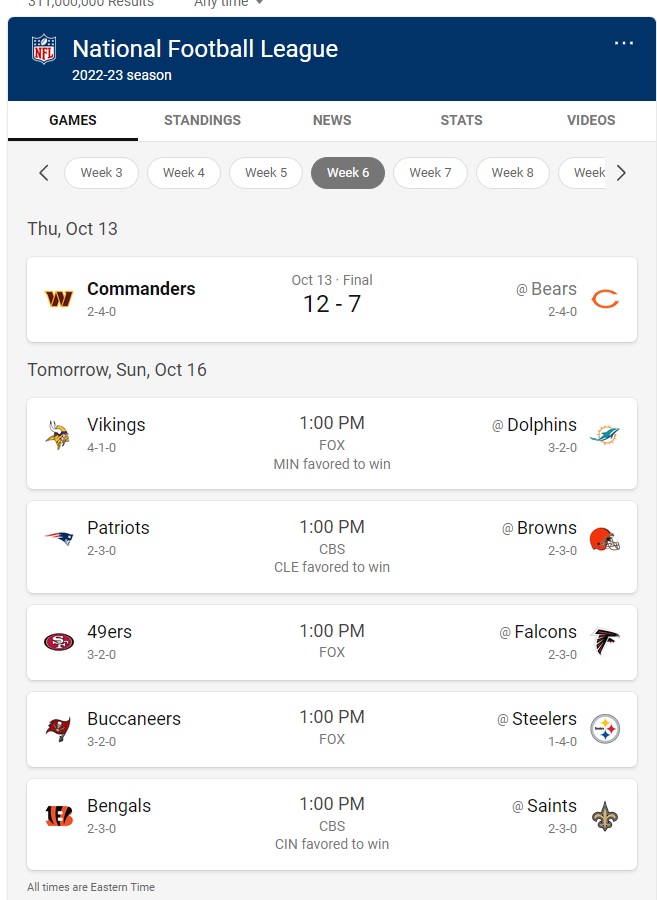 311,000,000 Results Any time
NFL
National Football League
2022-23 season
GAMES STANDINGS NEWS STATS VIDEOS
Week 3 Week 4 Week 5 Week 6 Week 7 Week 8 Week
Thu, Oct 13
Commanders
2-4-0
Oct 13 · Final
12 - 7
@ Bears
2-4-0
Tomorrow, Sun, Oct 16
Vikings
4-1-0
1:00 PM
FOX
MIN favored to win
@ Dolphins
3-2-0
Patriots
2-3-0
1:00 PM
CBS
CLE favored to win
@ Browns
2-3-0
49ers
3-2-0
1:00 PM
FOX
@ Falcons
2-3-0
Buccaneers
3-2-0
1:00 PM
FOX
@ Steelers
1-4-0
Bengals
2-3-0
1:00 PM
CBS
CIN favored to win
@ Saints
2-3-0
All times are Eastern Time